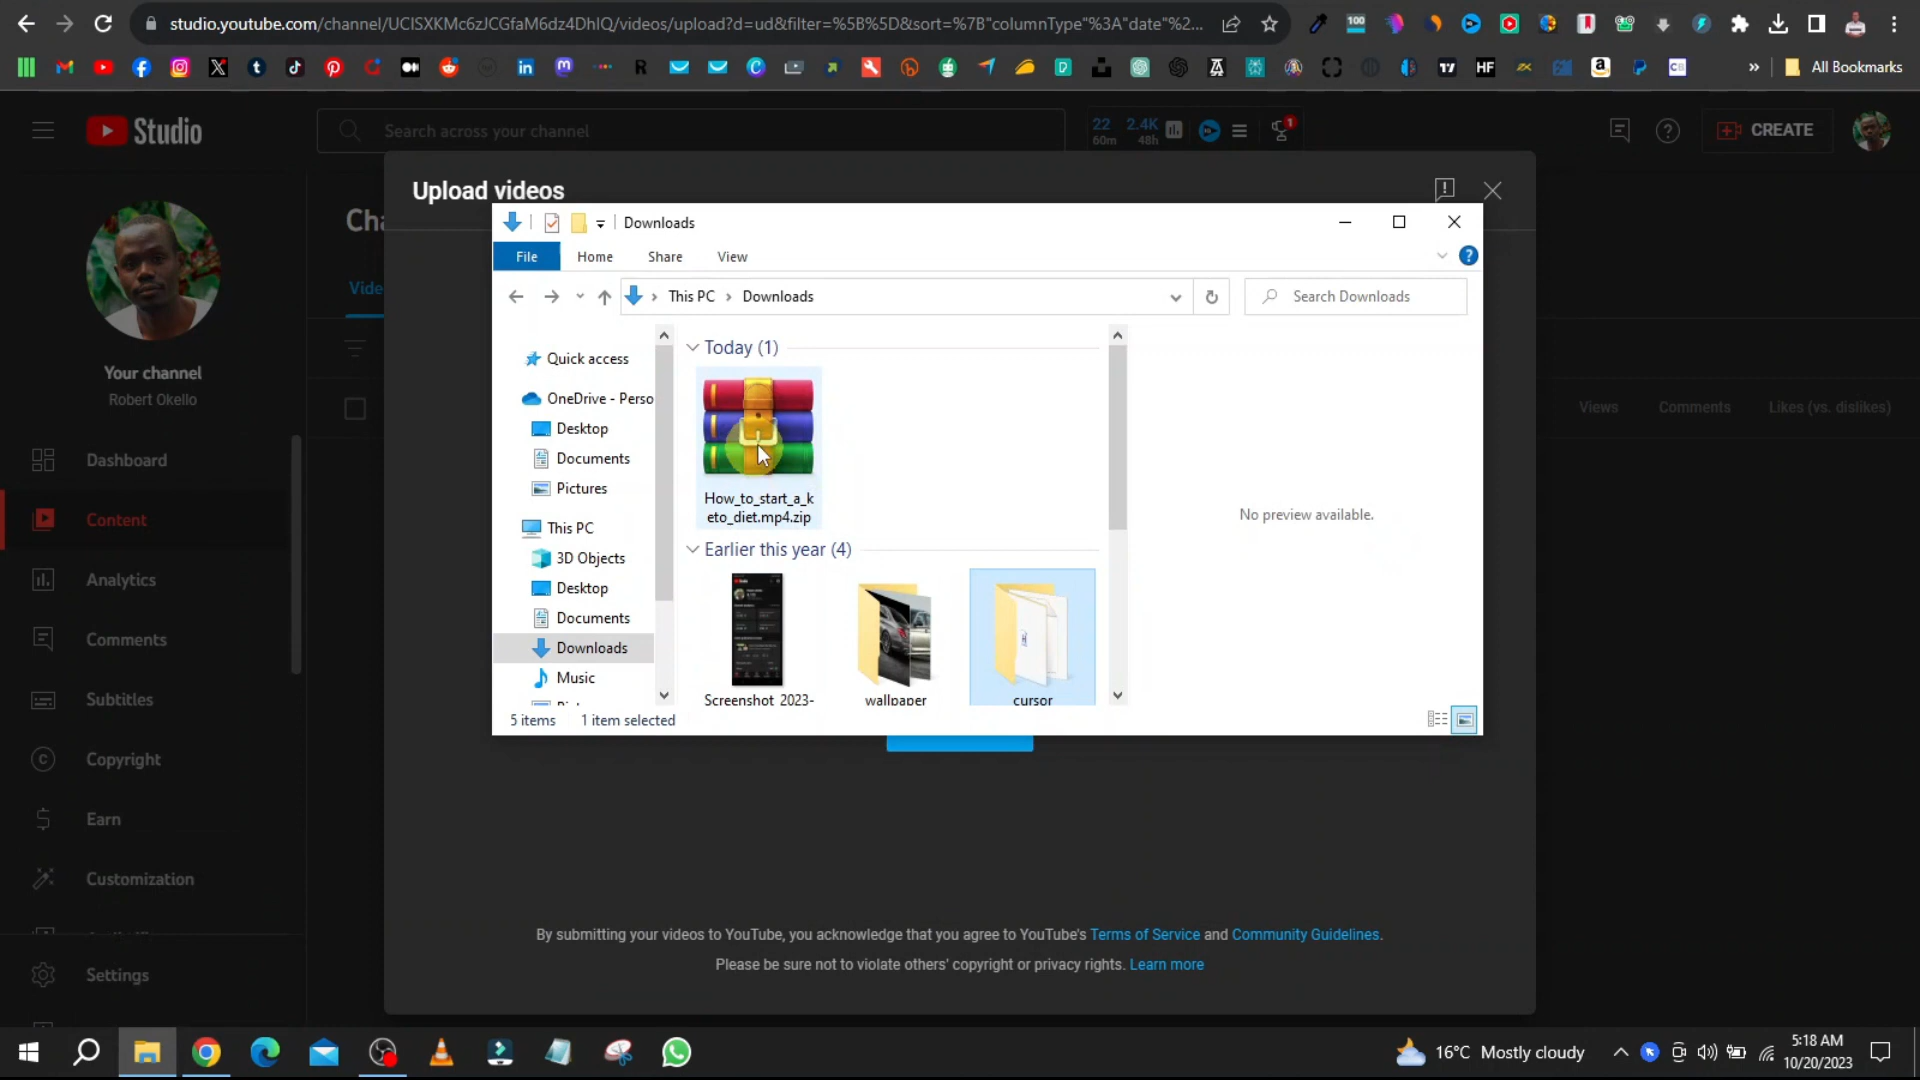 studio.youtube.com/channel/UCISXKMc6zJCGfaM6dz4DhIQ/videos/upload?d=ud&filter=%5B%5D&sort=%7B"columnType"%3A"date"%2...
100
All Bookmarks
Studio
Search across your channel
22 2.4K
60m 48h
1
CREATE
Upload videos
Downloads
Cha
File Home Share View
This PC Downloads
Search Downloads
Vide
Today (1)
Quick access
Your channel
OneDrive - Perso
Robert Okello
Views Comments Likes (vs. dislikes)
Desktop
Documents
Dashboard
Pictures
How_to_start_a_k
eto_diet.mp4.zip
No preview available.
Content
This PC
Earlier this year (4)
3D Objects
Analytics
Desktop
Documents
Comments
Downloads
Music
Subtitles
Screenshot 2023-
wallpaper
cursor
5 items 1 item selected
Copyright
Earn
Customization
By submitting your videos to YouTube, you acknowledge that you agree to YouTube's Terms of Service and Community Guidelines.
Please be sure not to violate others' copyright or privacy rights. Learn more
Settings
16°C Mostly cloudy
5:18 AM
10/20/2023